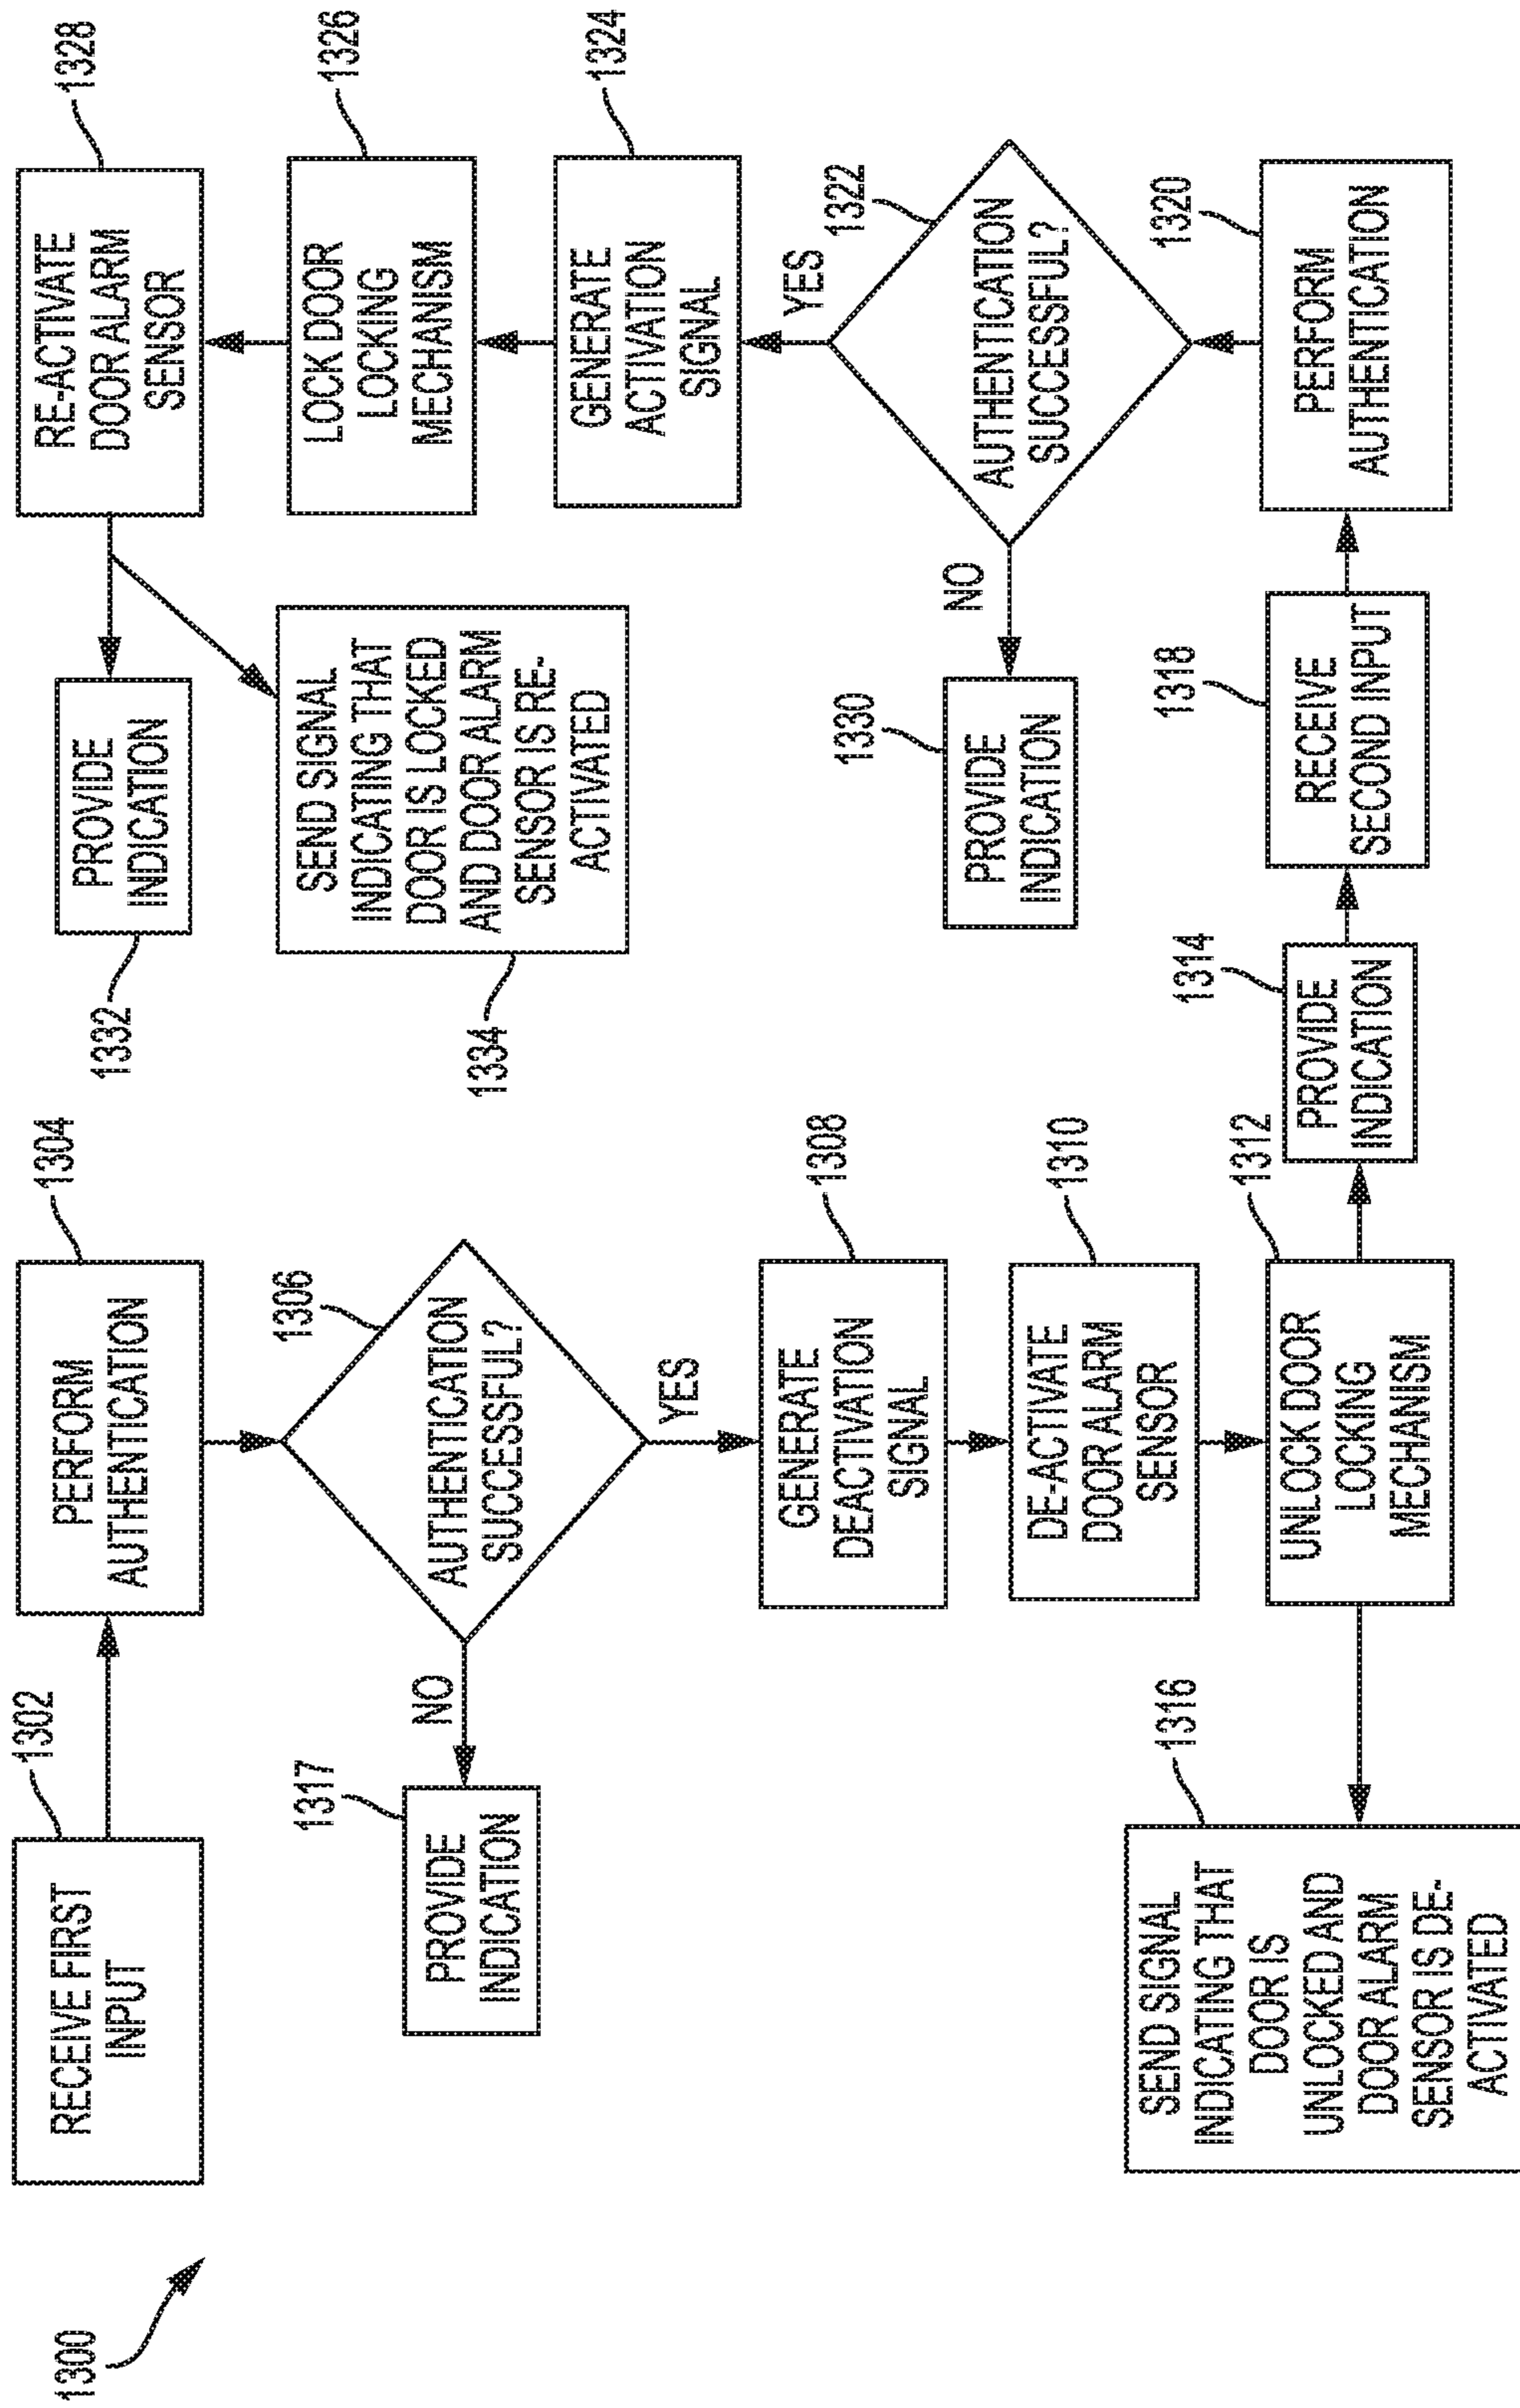 1300
1302
RECEIVE FIRST
INPUT
1304
PERFORM
AUTHENTICATION
1306
AUTHENTICATION
SUCCESSFUL?
NO
1317
PROVIDE
INDICATION
YES
1308
GENERATE
DEACTIVATION
SIGNAL
1310
DE-ACTIVATE
DOOR ALARM
SENSOR
1312
UNLOCK DOOR
LOCKING
MECHANISM
1316
SEND SIGNAL
INDICATING THAT
DOOR IS
UNLOCKED AND
DOOR ALARM
SENSOR IS DE-
ACTIVATED
1314
PROVIDE
INDICATION
1318
RECEIVE
SECOND INPUT
1320
PERFORM
AUTHENTICATION
1322
AUTHENTICATION
SUCCESSFUL?
NO
1330
PROVIDE
INDICATION
YES
1324
GENERATE
ACTIVATION
SIGNAL
1326
LOCK DOOR
LOCKING
MECHANISM
1328
RE-ACTIVATE
DOOR ALARM
SENSOR
1332
PROVIDE
INDICATION
1334
SEND SIGNAL
INDICATING THAT
DOOR IS LOCKED
AND DOOR ALARM
SENSOR IS RE-
ACTIVATED